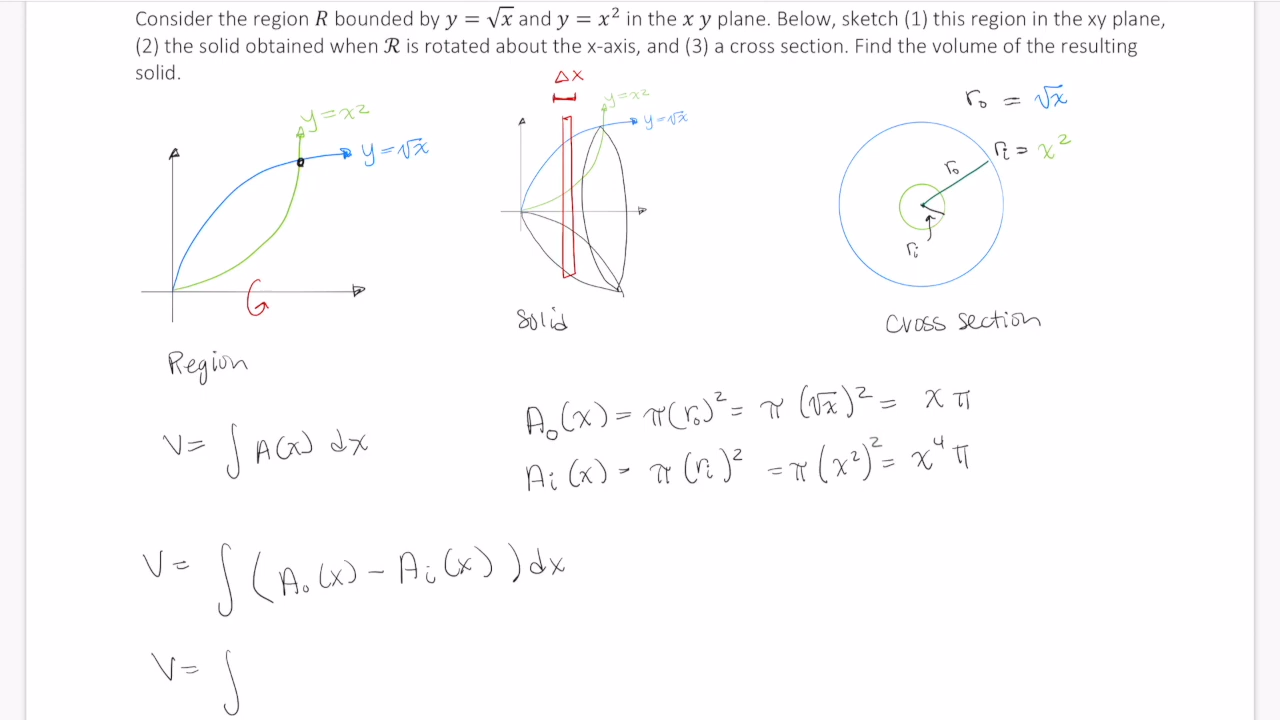 Consider the region R bounded by y = √x and y = x² in the x y plane. Below, sketch (1) this region in the xy plane,
(2) the solid obtained when ℛ is rotated about the x-axis, and (3) a cross section. Find the volume of the resulting
solid.
y = x²
y = √x
Region
Δx
y = x²
y = √x
Solid
r₀ = √x
rᵢ = x²
r₀
rᵢ
Cross section
V = ∫ A(x) dx
A₀(x) = π(r₀)² = π(√x)² = x π
Aᵢ(x) = π(rᵢ)² = π(x²)² = x⁴ π
V = ∫ (A₀(x) − Aᵢ(x)) dx
V = ∫